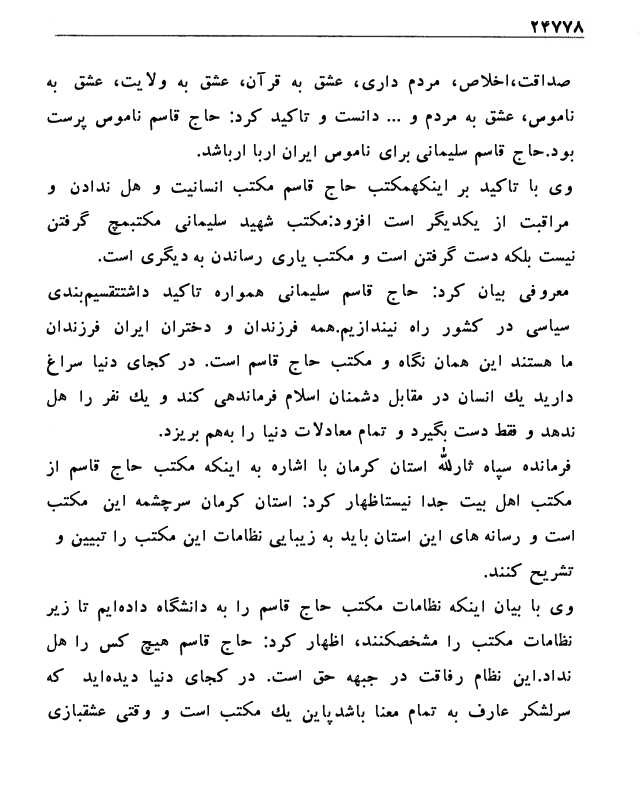 ۲۴۷۷۸
صداقت،اخلاص، مردم داری، عشق به قرآن، عشق به ولایت، عشق به
ناموس، عشق به مردم و ... دانست و تاکید کرد: حاج قاسم ناموس پرست
بود.حاج قاسم سلیمانی برای ناموس ایران اربا ارباشد.
وی با تاکید بر اینکهمکتب حاج قاسم مکتب انسانیت و هل ندادن و
مراقبت از یکدیگر است افزود:مکتب شهید سلیمانی مکتبمچ گرفتن
نیست بلکه دست گرفتن است و مکتب یاری رساندن به دیگری است.
معروفی بیان کرد: حاج قاسم سلیمانی همواره تاکید داشتتقسیم‌بندی
سیاسی در کشور راه نیندازیم.همه فرزندان و دختران ایران فرزندان
ما هستند این همان نگاه و مکتب حاج قاسم است. در کجای دنیا سراغ
دارید یك انسان در مقابل دشمنان اسلام فرماندهی کند و یك نفر را هل
ندهد و فقط دست بگیرد و تمام معادلات دنیا را به‌هم بریزد.
فرمانده سپاه ثارلله استان کرمان با اشاره به اینکه مکتب حاج قاسم از
مکتب اهل بیت جدا نیستاظهار کرد: استان کرمان سرچشمه این مکتب
است و رسانه های این استان باید به زیبایی نظامات این مکتب را تبیین و
تشریح کنند.
وی با بیان اینکه نظامات مکتب حاج قاسم را به دانشگاه داده‌ایم تا زیر
نظامات مکتب را مشخصکنند، اظهار کرد: حاج قاسم هیچ کس را هل
نداد.این نظام رفاقت در جبهه حق است. در کجای دنیا دیده‌اید که
سرلشکر عارف به تمام معنا باشدپاین یك مکتب است و وقتی عشقبازی